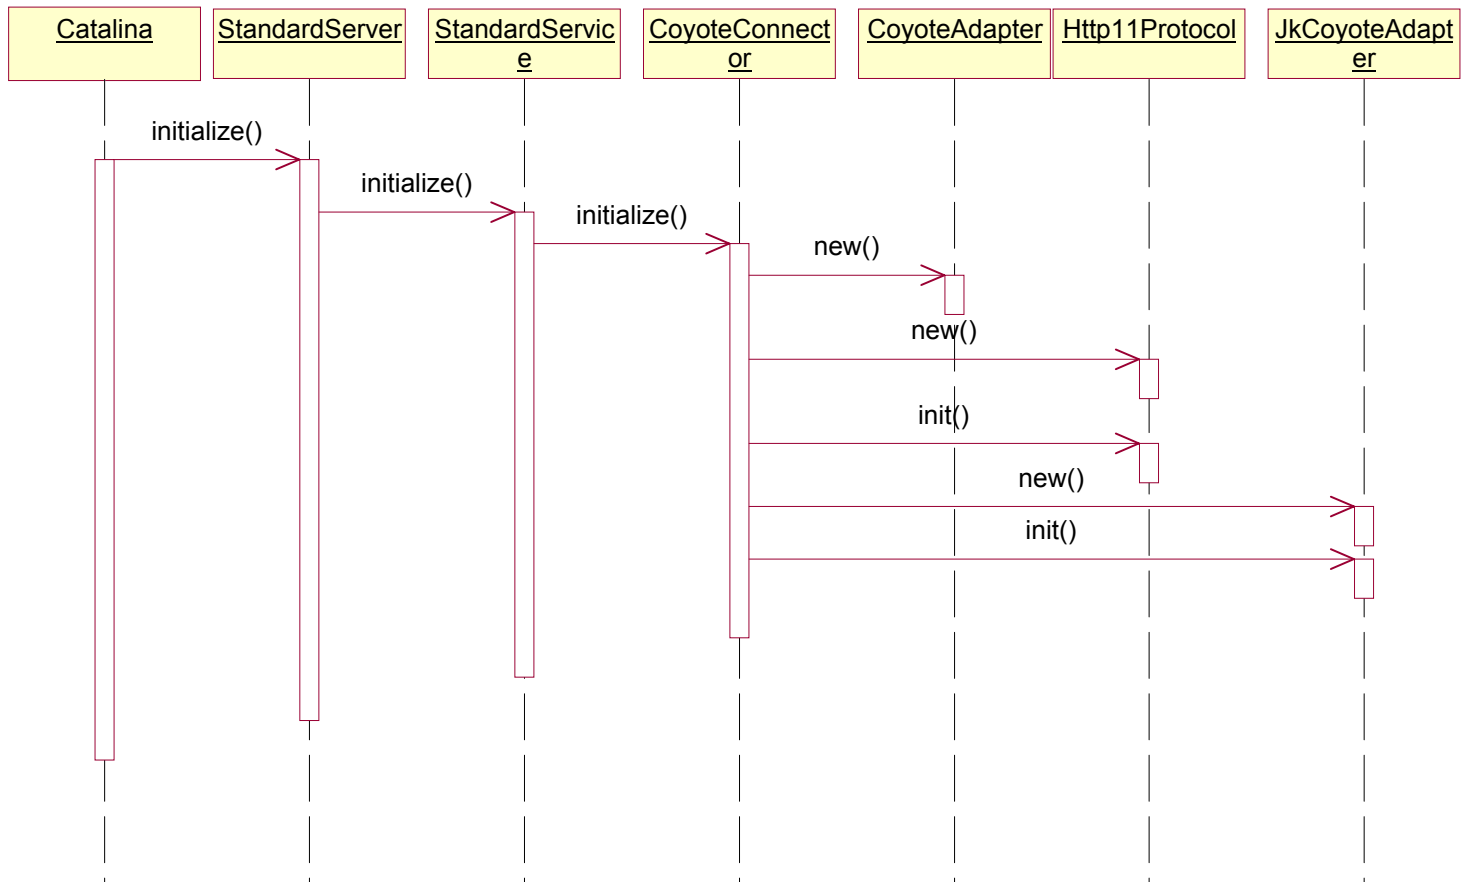 Catalina
StandardServer
StandardServic
e
CoyoteConnect
or
CoyoteAdapter
Http11Protocol
JkCoyoteAdapt
er
initialize()
initialize()
initialize()
new()
new()
init()
new()
init()